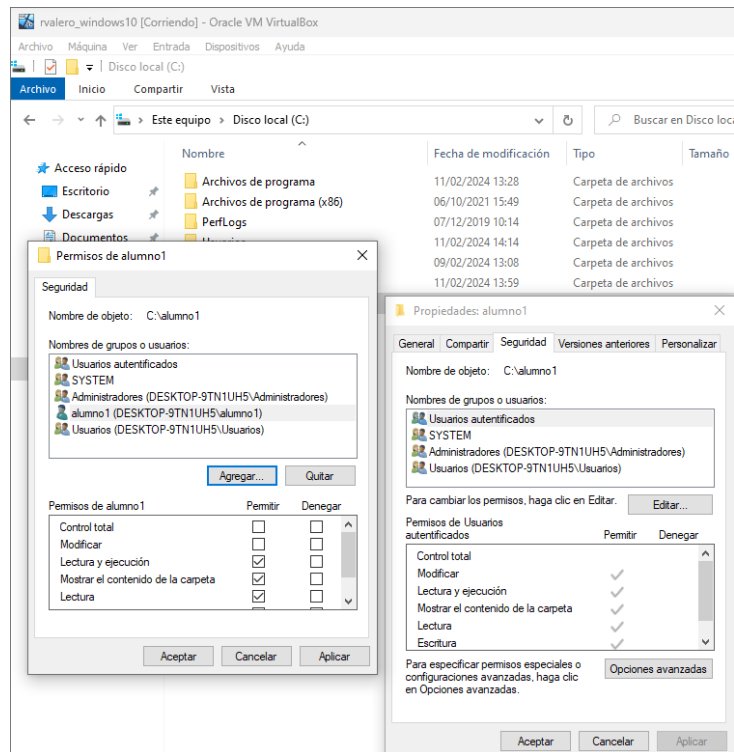 rvalero_windows10 [Corriendo] - Oracle VM VirtualBox
Archivo Máquina Ver Entrada Dispositivos Ayuda
Disco local (C:)
Archivo Inicio Compartir Vista
Este equipo > Disco local (C:)
Buscar en Disco loca
Nombre Fecha de modificación Tipo Tamaño
Acceso rápido
Escritorio
Descargas
Documentos
Archivos de programa 11/02/2024 13:28 Carpeta de archivos
Archivos de programa (x86) 06/10/2021 15:49 Carpeta de archivos
PerfLogs 07/12/2019 10:14 Carpeta de archivos
11/02/2024 14:14 Carpeta de archivos
09/02/2024 13:08 Carpeta de archivos
11/02/2024 13:59 Carpeta de archivos
Permisos de alumno1
Seguridad
Nombre de objeto: C:\alumno1
Nombres de grupos o usuarios:
Usuarios autentificados
SYSTEM
Administradores (DESKTOP-9TN1UH5\Administradores)
alumno1 (DESKTOP-9TN1UH5\alumno1)
Usuarios (DESKTOP-9TN1UH5\Usuarios)
Agregar... Quitar
Permisos de alumno1 Permitir Denegar
Control total
Modificar
Lectura y ejecución
Mostrar el contenido de la carpeta
Lectura
Aceptar Cancelar Aplicar
Propiedades: alumno1
General Compartir Seguridad Versiones anteriores Personalizar
Nombre de objeto: C:\alumno1
Nombres de grupos o usuarios:
Usuarios autentificados
SYSTEM
Administradores (DESKTOP-9TN1UH5\Administradores)
Usuarios (DESKTOP-9TN1UH5\Usuarios)
Para cambiar los permisos, haga clic en Editar. Editar...
Permisos de Usuarios
autentificados Permitir Denegar
Control total
Modificar
Lectura y ejecución
Mostrar el contenido de la carpeta
Lectura
Escritura
Para especificar permisos especiales o
configuraciones avanzadas, haga clic
en Opciones avanzadas.
Opciones avanzadas
Aceptar Cancelar Aplicar